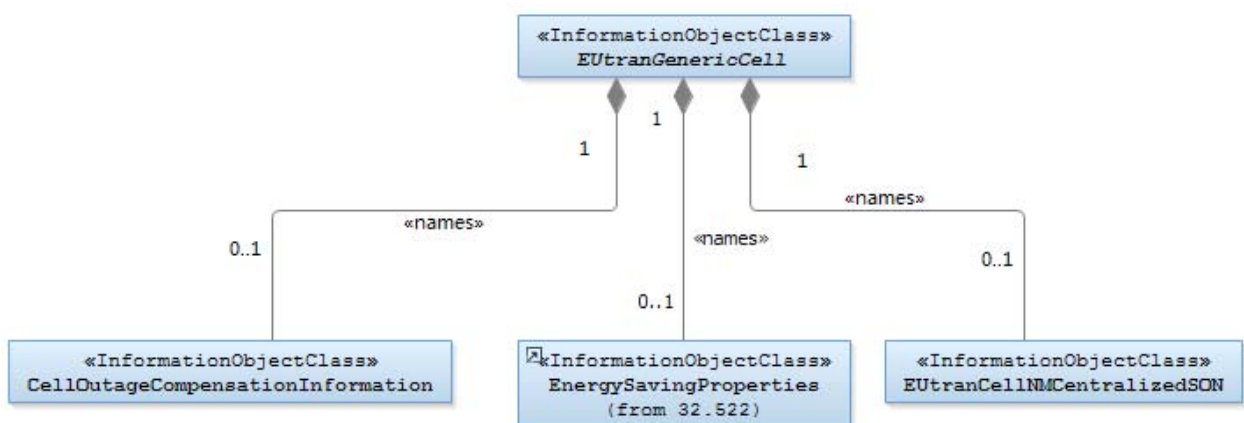 «InformationObjectClass»
EUtranGenericCell
1
1
1
«names»
«names»
«names»
0..1
0..1
0..1
«InformationObjectClass»
CellOutageCompensationInformation
«InformationObjectClass»
EnergySavingProperties
(from 32.522)
«InformationObjectClass»
EUtranCellNMCentralizedSON